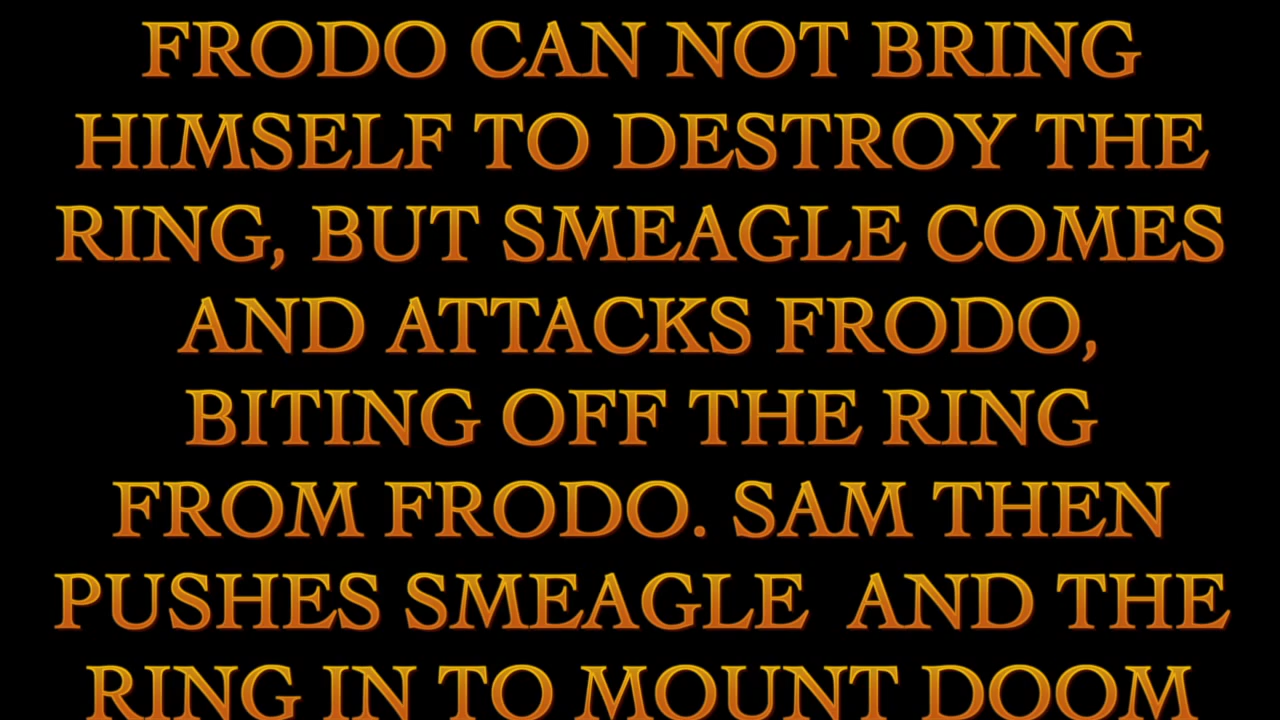 FRODO CAN NOT BRING
HIMSELF TO DESTROY THE
RING, BUT SMEAGLE COMES
AND ATTACKS FRODO,
BITING OFF THE RING
FROM FRODO. SAM THEN
PUSHES SMEAGLE  AND THE
RING IN TO MOUNT DOOM